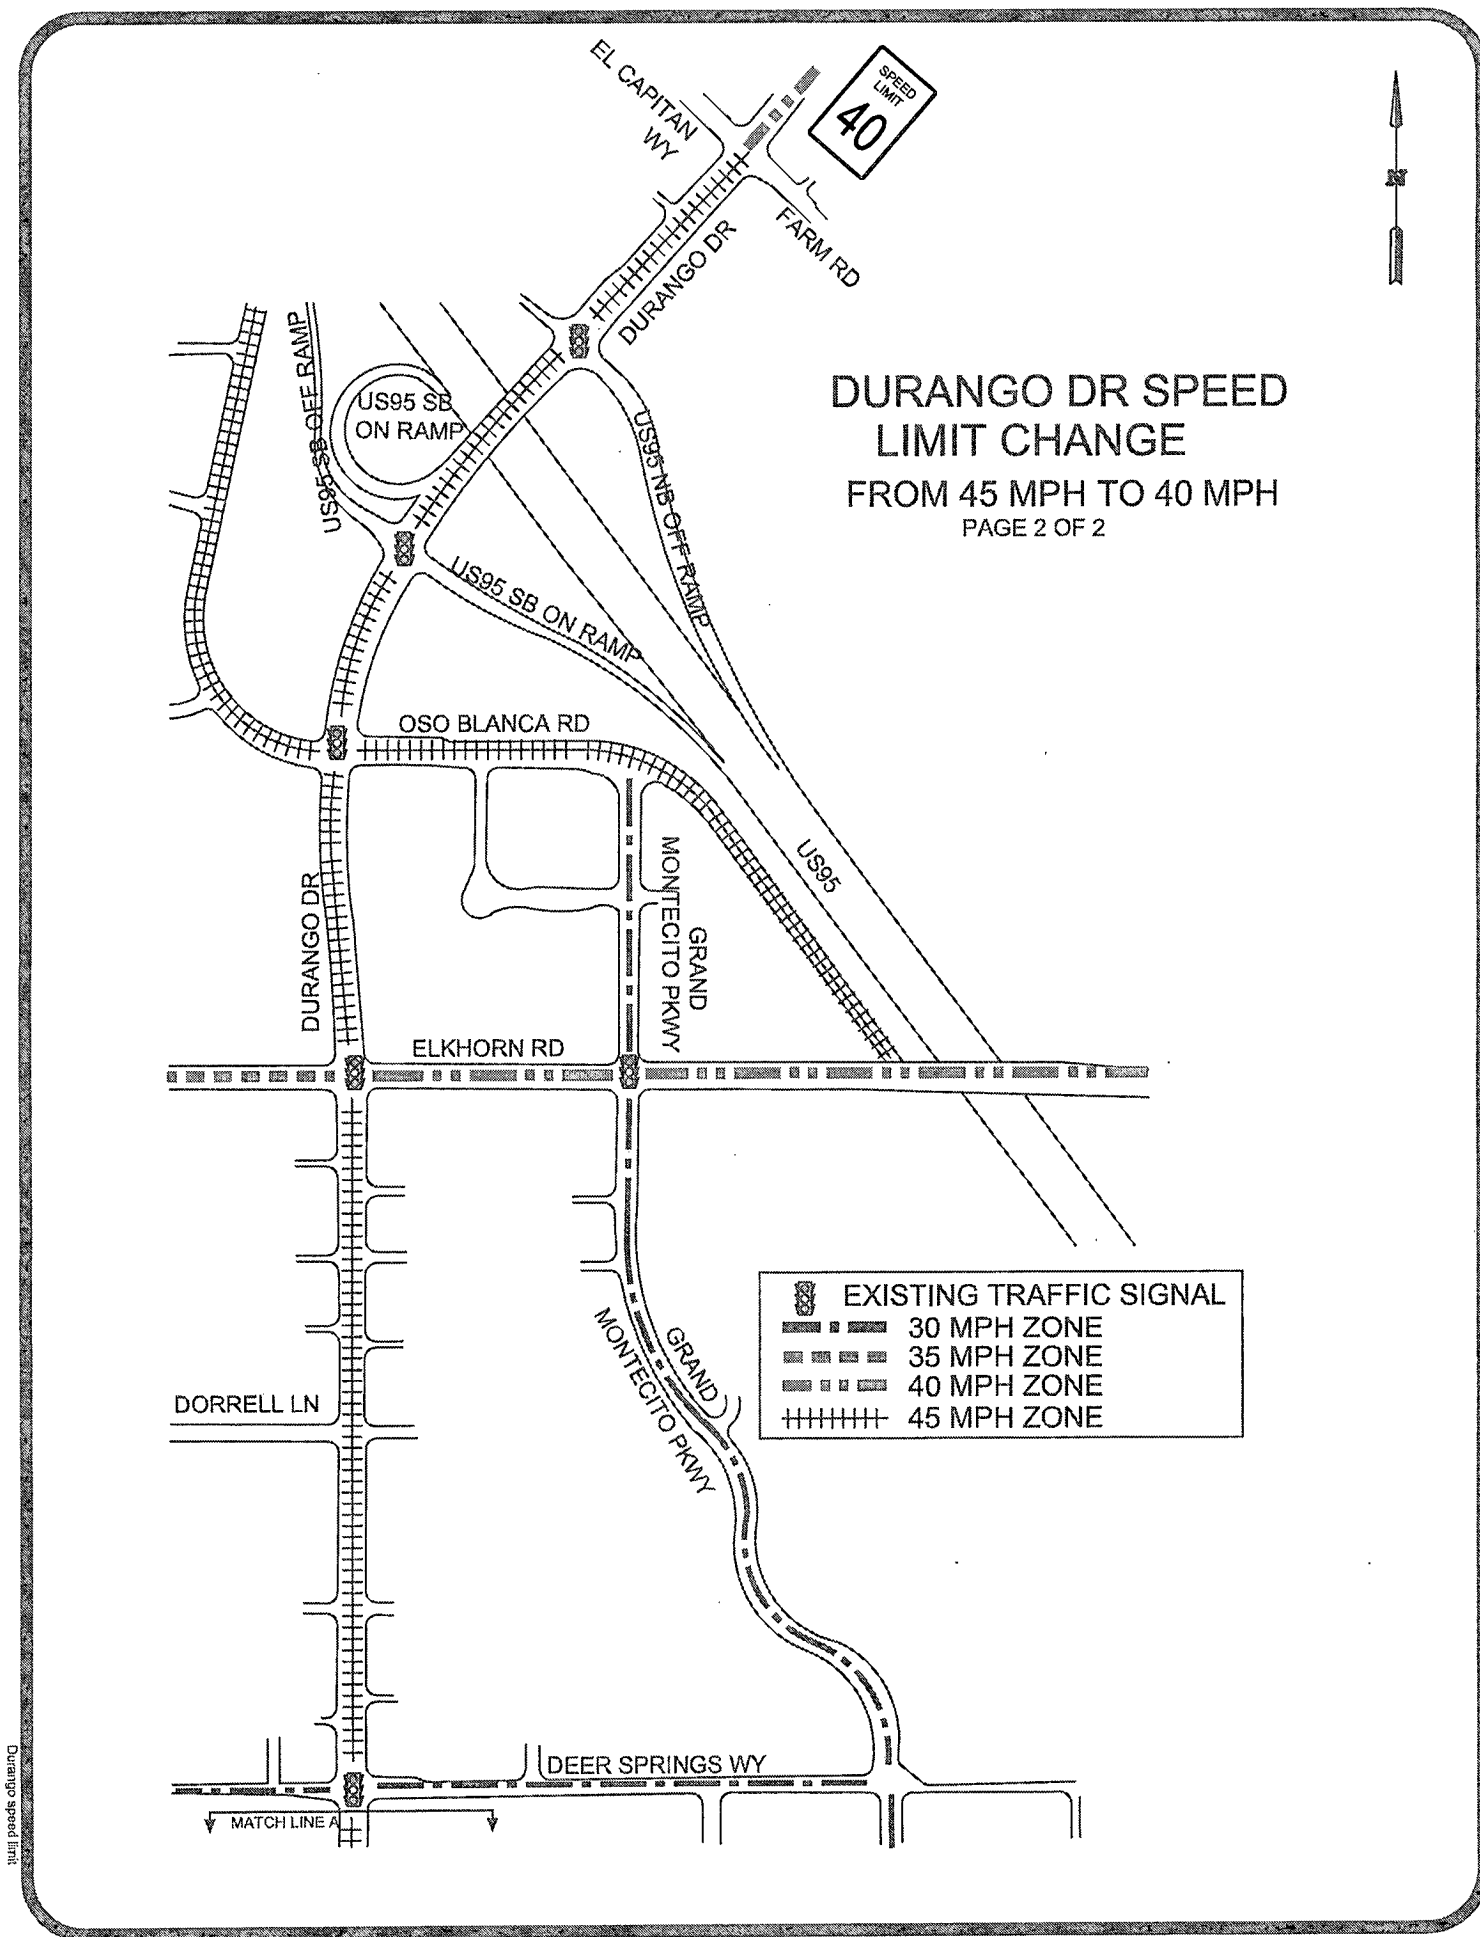 EL CAPITAN
WY
SPEED
LIMIT
40
N
FARM RD
DURANGO DR
US95 SB OFF RAMP
US95 SB
ON RAMP
US95 NB OFF RAMP
DURANGO DR SPEED
LIMIT CHANGE
FROM 45 MPH TO 40 MPH
PAGE 2 OF 2
US95 SB ON RAMP
OSO BLANCA RD
US95
DURANGO DR
GRAND
MONTECITO PKWY
ELKHORN RD
EXISTING TRAFFIC SIGNAL
30 MPH ZONE
35 MPH ZONE
40 MPH ZONE
45 MPH ZONE
GRAND
MONTECITO PKWY
DORRELL LN
DEER SPRINGS WY
MATCH LINE A
Durango speed limit